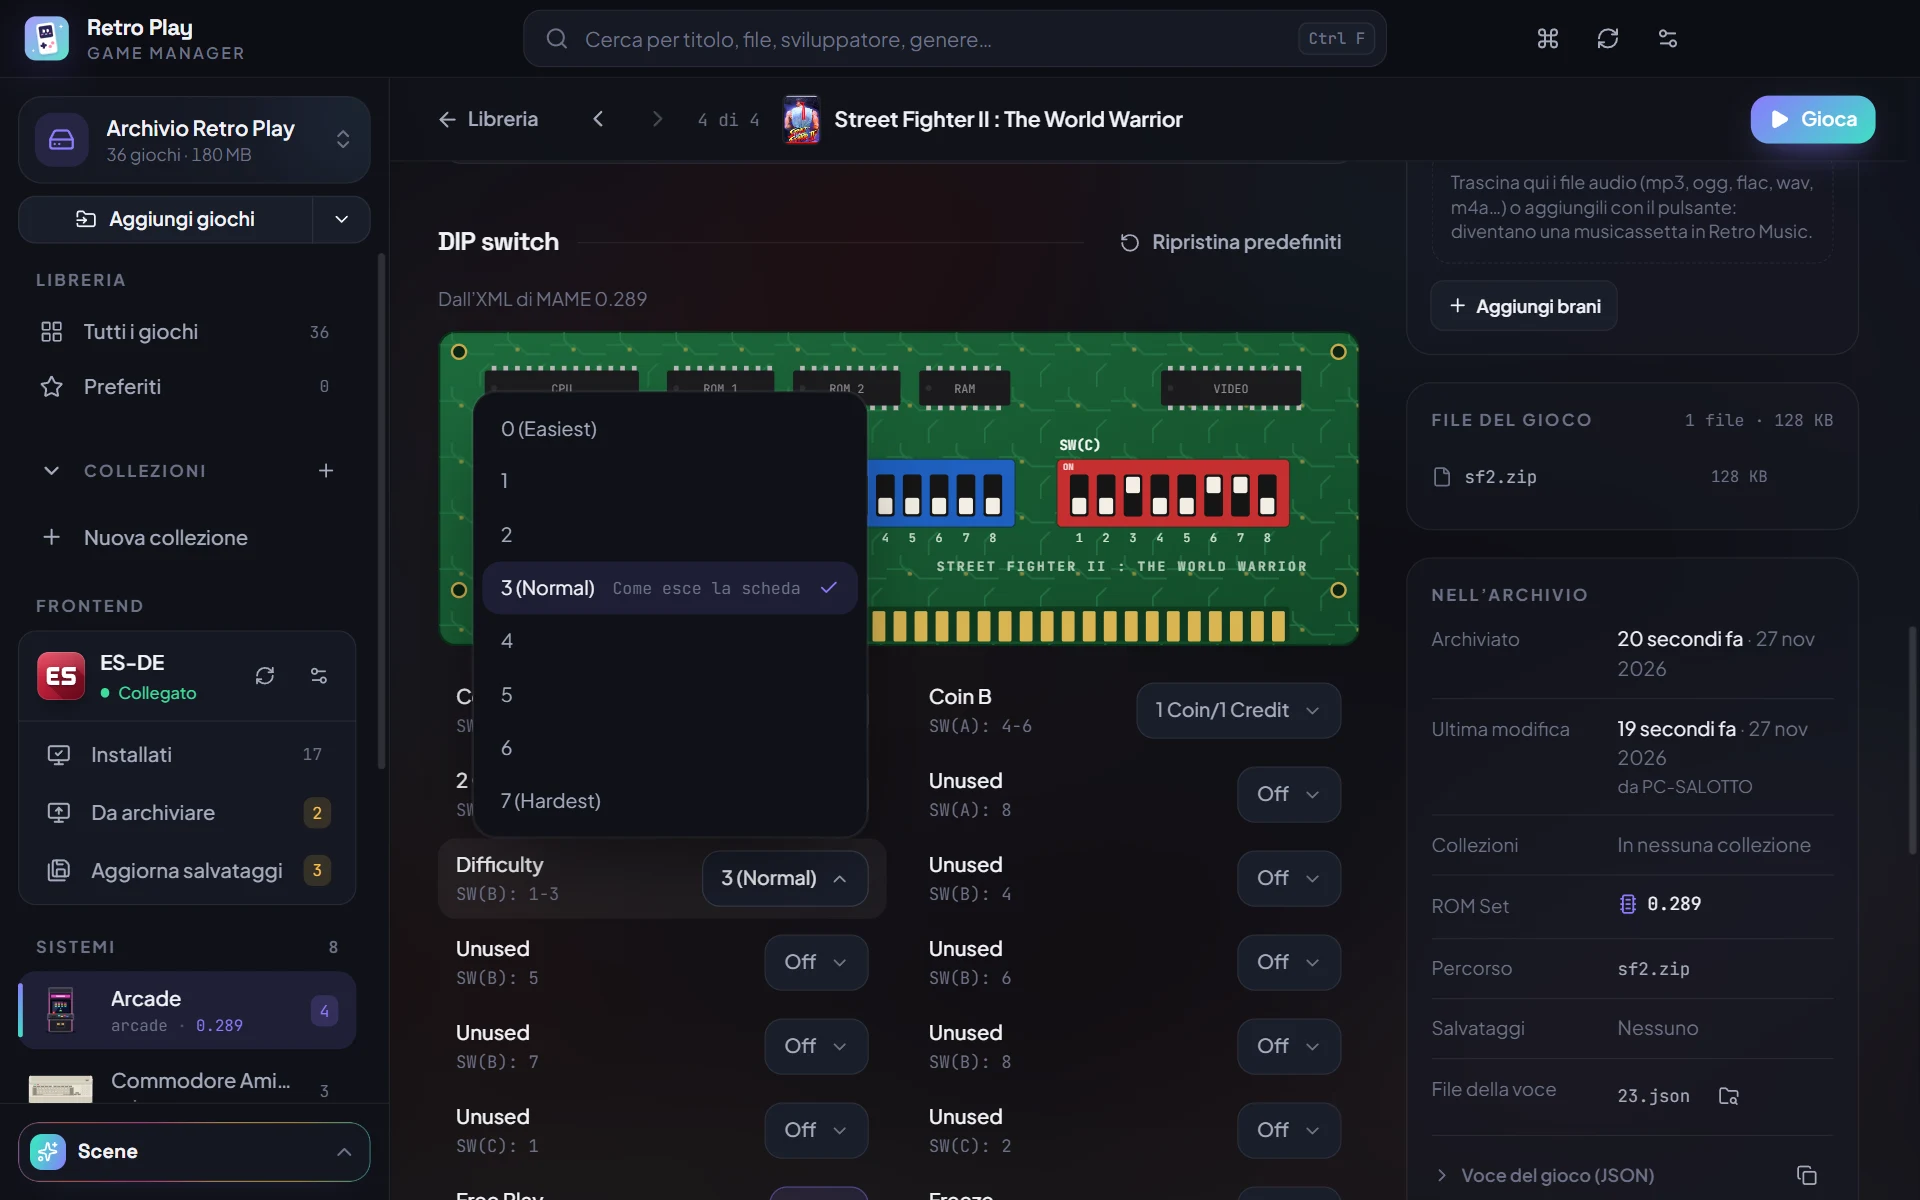 Retro Play
GAME MANAGER
Cerca per titolo, file, sviluppatore, genere…
Ctrl F
Archivio Retro Play
36 giochi · 180 MB
Aggiungi giochi
LIBRERIA
Tutti i giochi 36
Preferiti 0
COLLEZIONI
Nuova collezione
FRONTEND
ES
ES-DE
Collegato
Installati 17
Da archiviare 2
Aggiorna salvataggi 3
SISTEMI 8
Arcade
arcade · 0.289
4
Commodore Ami… 3
Scene
Libreria
4 di 4
Street Fighter II : The World Warrior
Gioca
DIP switch
Ripristina predefiniti
Dall'XML di MAME 0.289
CPU ROM 1 ROM 2 RAM VIDEO
SW(C)
ON
4 5 6 7 8
1 2 3 4 5 6 7 8
STREET FIGHTER II : THE WORLD WARRIOR
0 (Easiest)
1
2
3 (Normal) Come esce la scheda
4
5
6
7 (Hardest)
Coin B
SW(A): 4-6
1 Coin/1 Credit
2
Unused
SW(A): 8
Off
Difficulty
SW(B): 1-3
3 (Normal)
Unused
SW(B): 4
Off
Unused
SW(B): 5
Off
Unused
SW(B): 6
Off
Unused
SW(B): 7
Off
Unused
SW(B): 8
Off
Unused
SW(C): 1
Off
Unused
SW(C): 2
Off
Free Play
Freeze
Trascina qui i file audio (mp3, ogg, flac, wav,
m4a…) o aggiungili con il pulsante:
diventano una musicassetta in Retro Music.
Aggiungi brani
FILE DEL GIOCO 1 file · 128 KB
sf2.zip 128 KB
NELL'ARCHIVIO
Archiviato 20 secondi fa · 27 nov
2026
Ultima modifica 19 secondi fa · 27 nov
2026
da PC-SALOTTO
Collezioni In nessuna collezione
ROM Set 0.289
Percorso sf2.zip
Salvataggi Nessuno
File della voce 23.json
Voce del gioco (JSON)